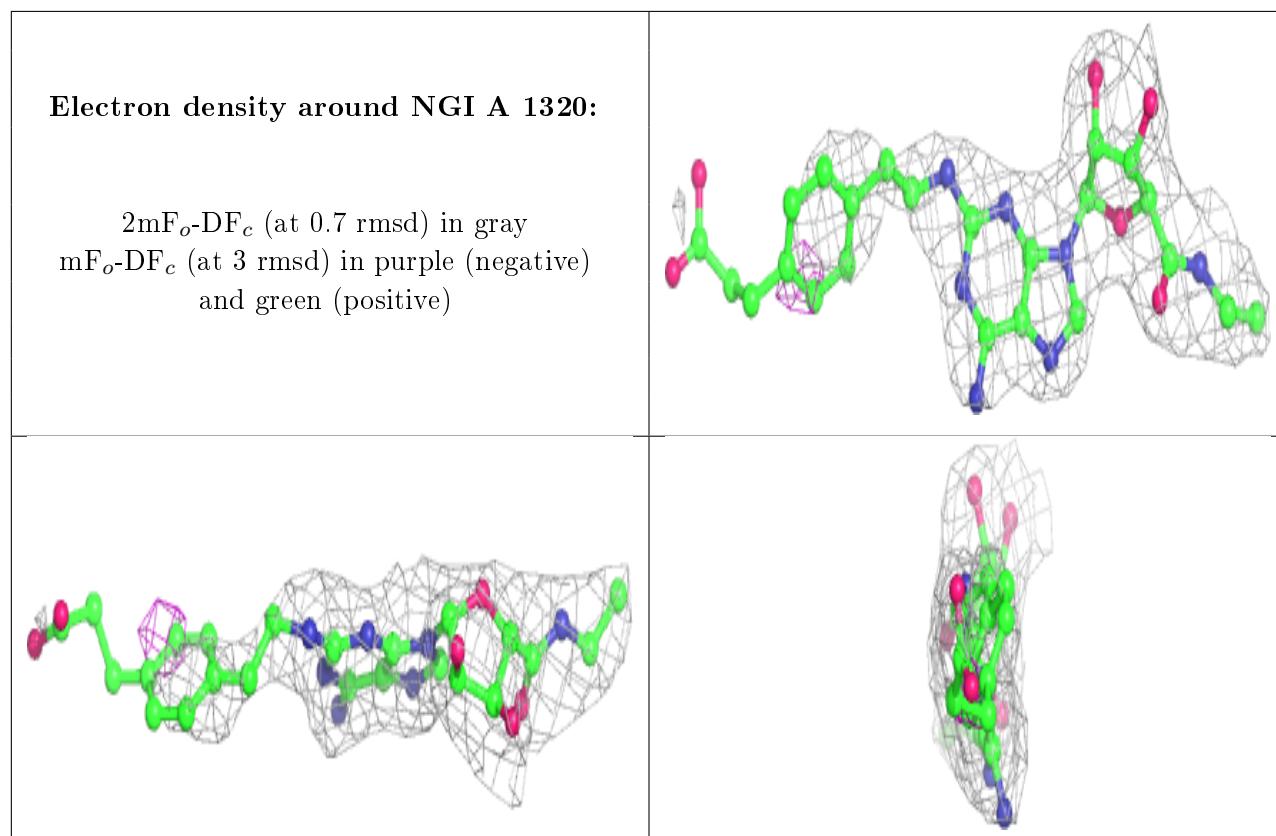 Electron density around NGI A 1320:
2mFo-DFc (at 0.7 rmsd) in gray
mFo-DFc (at 3 rmsd) in purple (negative)
and green (positive)